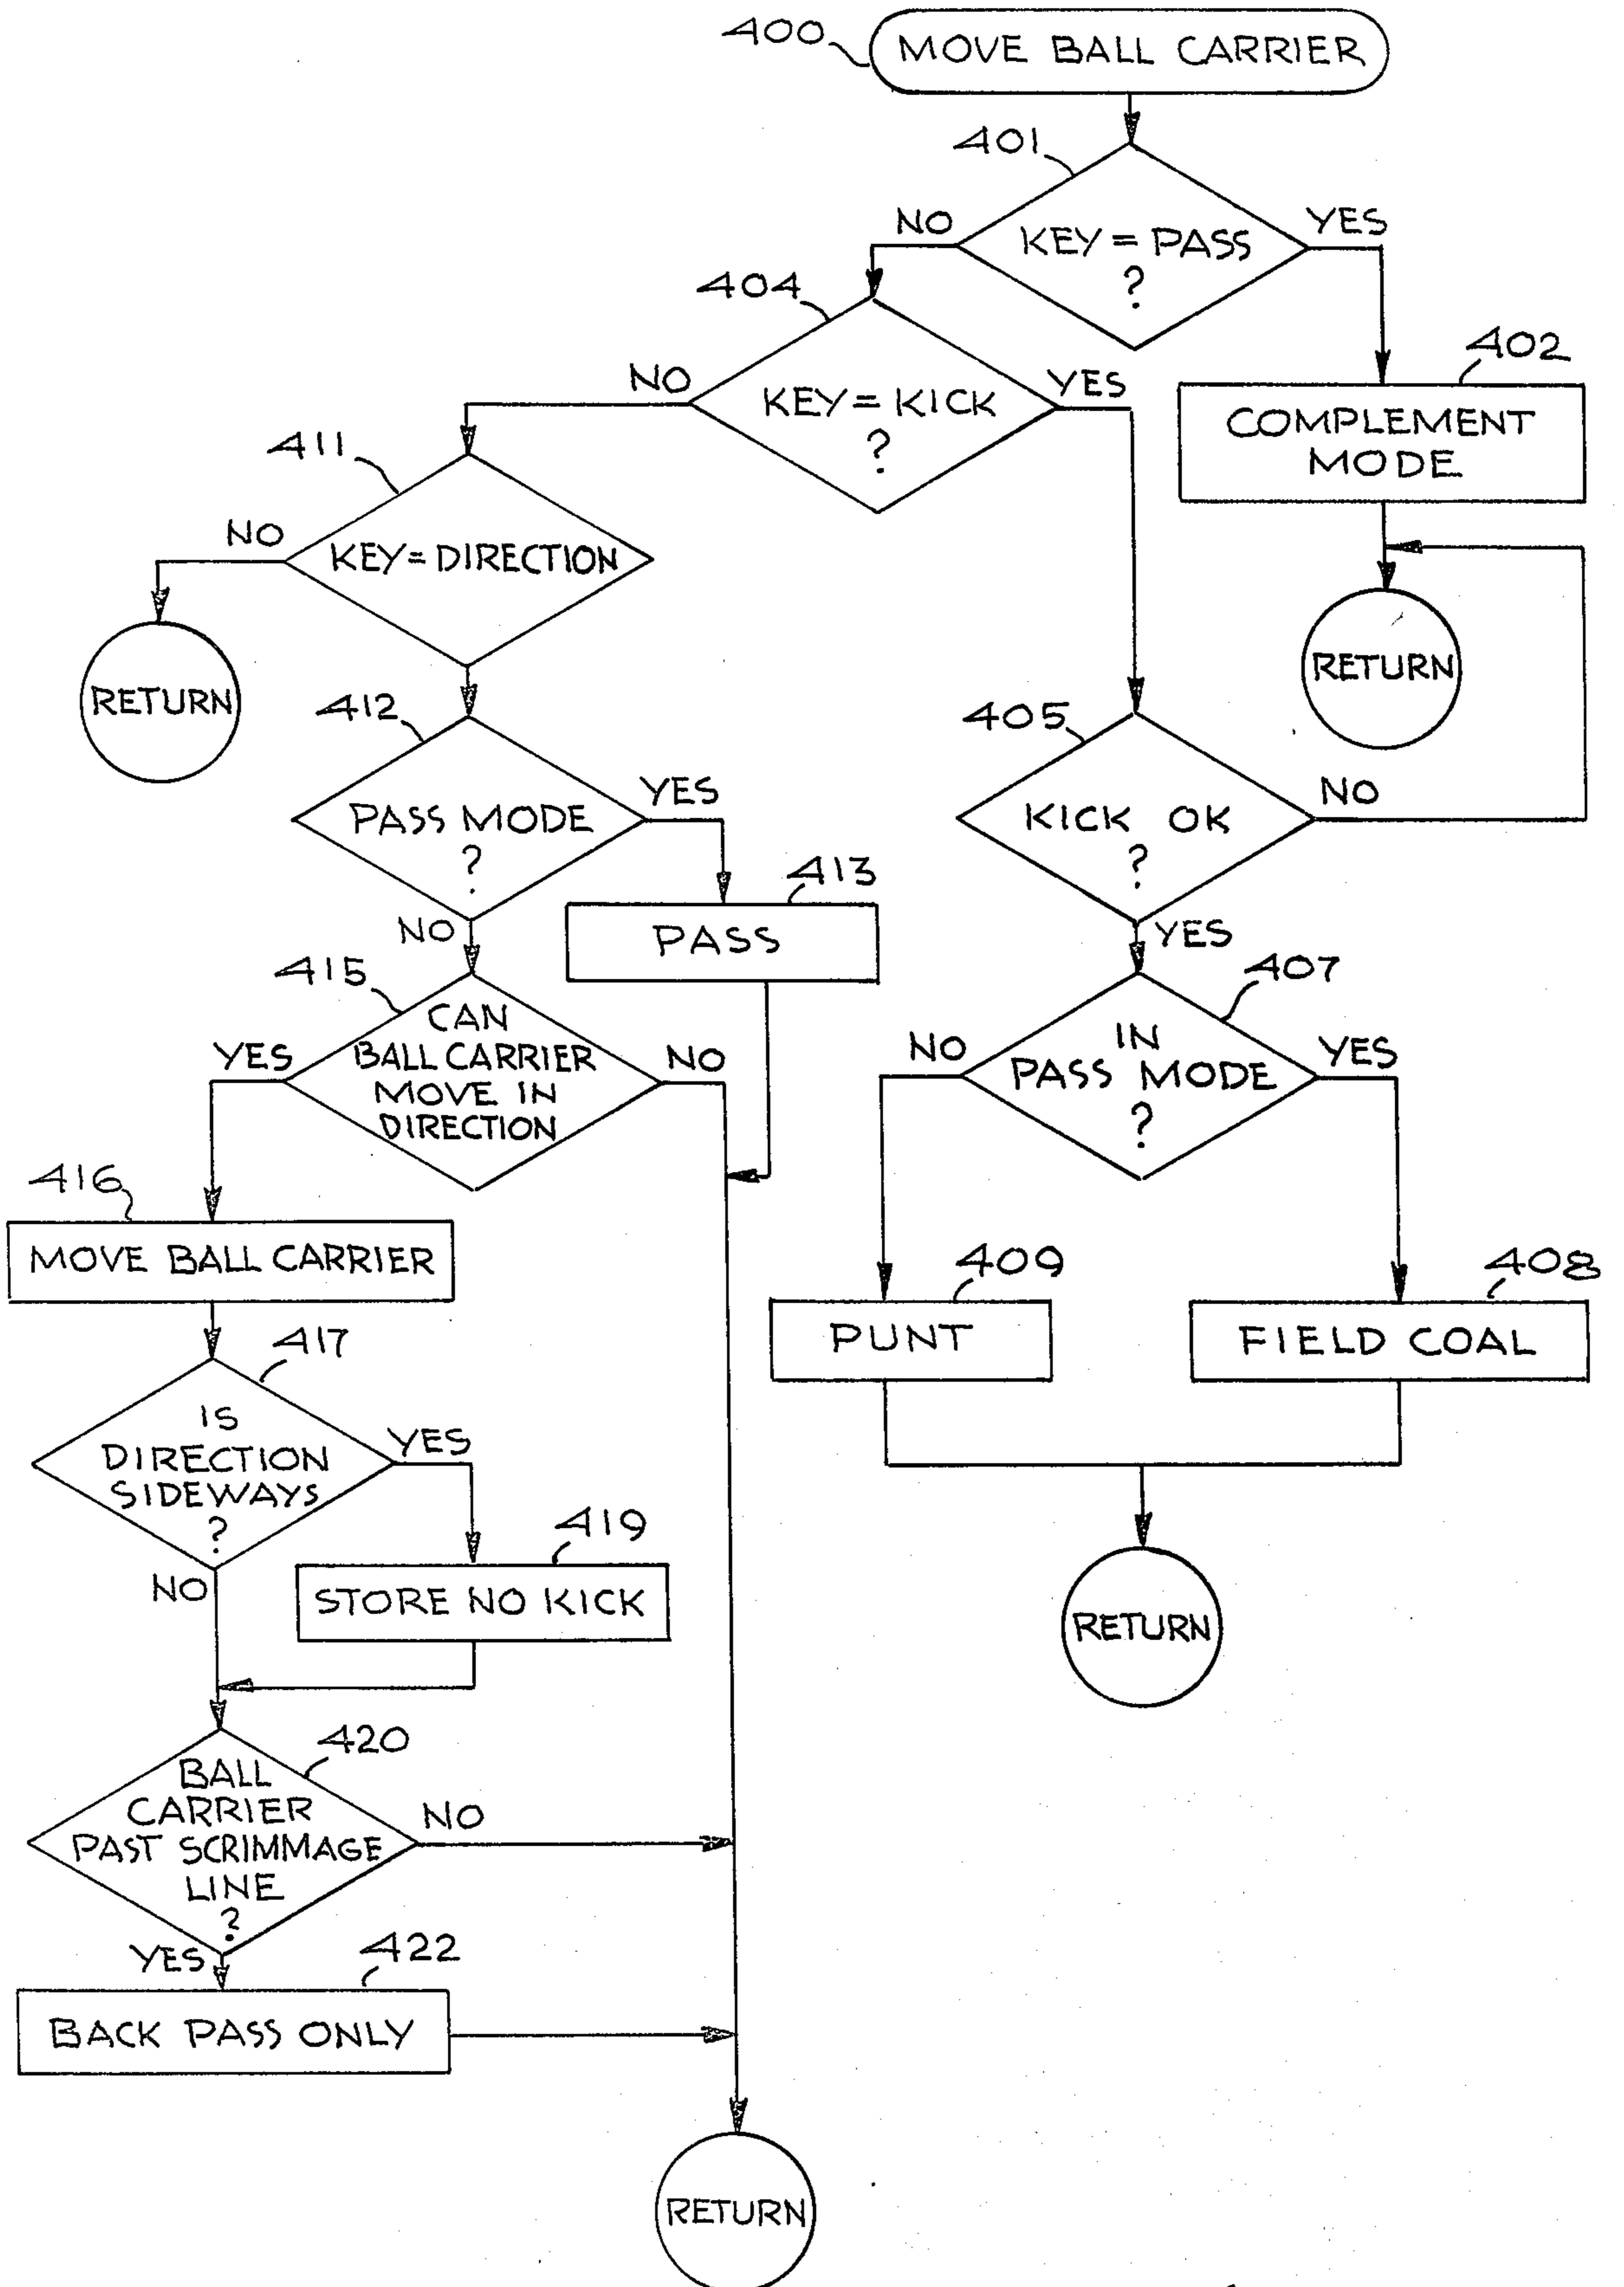 400
MOVE BALL CARRIER
401
NO
KEY = PASS
?
YES
404
NO
KEY = KICK
?
YES
402
COMPLEMENT
MODE
411
NO
KEY = DIRECTION
RETURN
RETURN
412
PASS MODE
?
YES
NO
413
PASS
405
KICK OK
?
NO
YES
415
YES
CAN
BALL CARRIER
MOVE IN
DIRECTION
NO
407
NO
IN
PASS MODE
?
YES
416
MOVE BALL CARRIER
409
PUNT
408
FIELD COAL
417
IS
DIRECTION
SIDEWAYS
?
YES
NO
419
STORE NO KICK
RETURN
420
BALL
CARRIER
PAST SCRIMMAGE
LINE
?
NO
YES
422
BACK PASS ONLY
RETURN